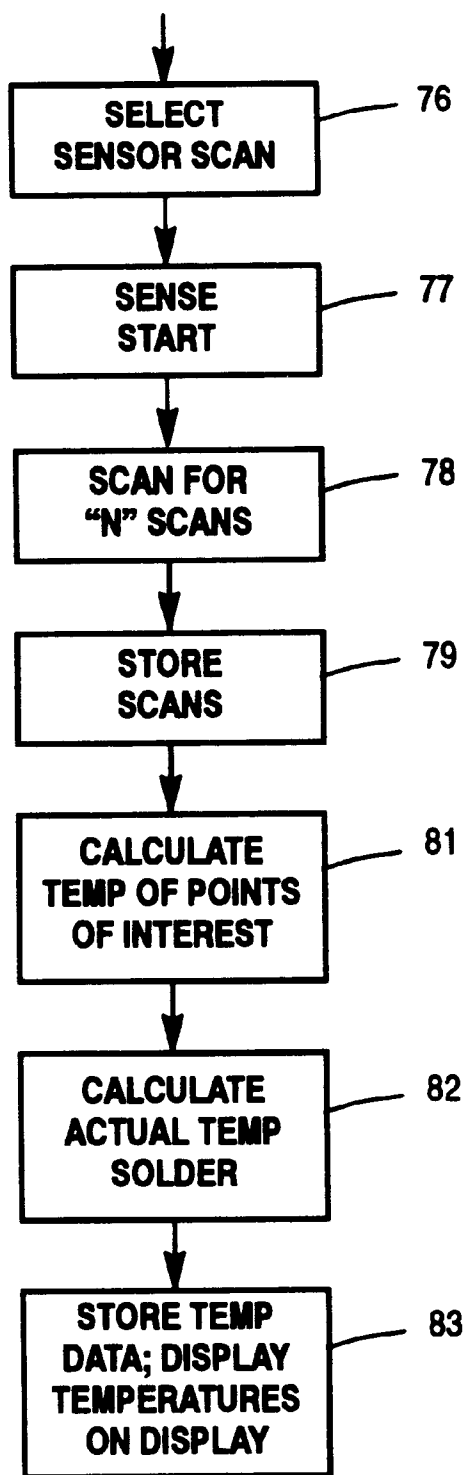 SELECT
SENSOR SCAN
76
SENSE
START
77
SCAN FOR
“N” SCANS
78
STORE
SCANS
79
CALCULATE
TEMP OF POINTS
OF INTEREST
81
CALCULATE
ACTUAL TEMP
SOLDER
82
STORE TEMP
DATA; DISPLAY
TEMPERATURES
ON DISPLAY
83